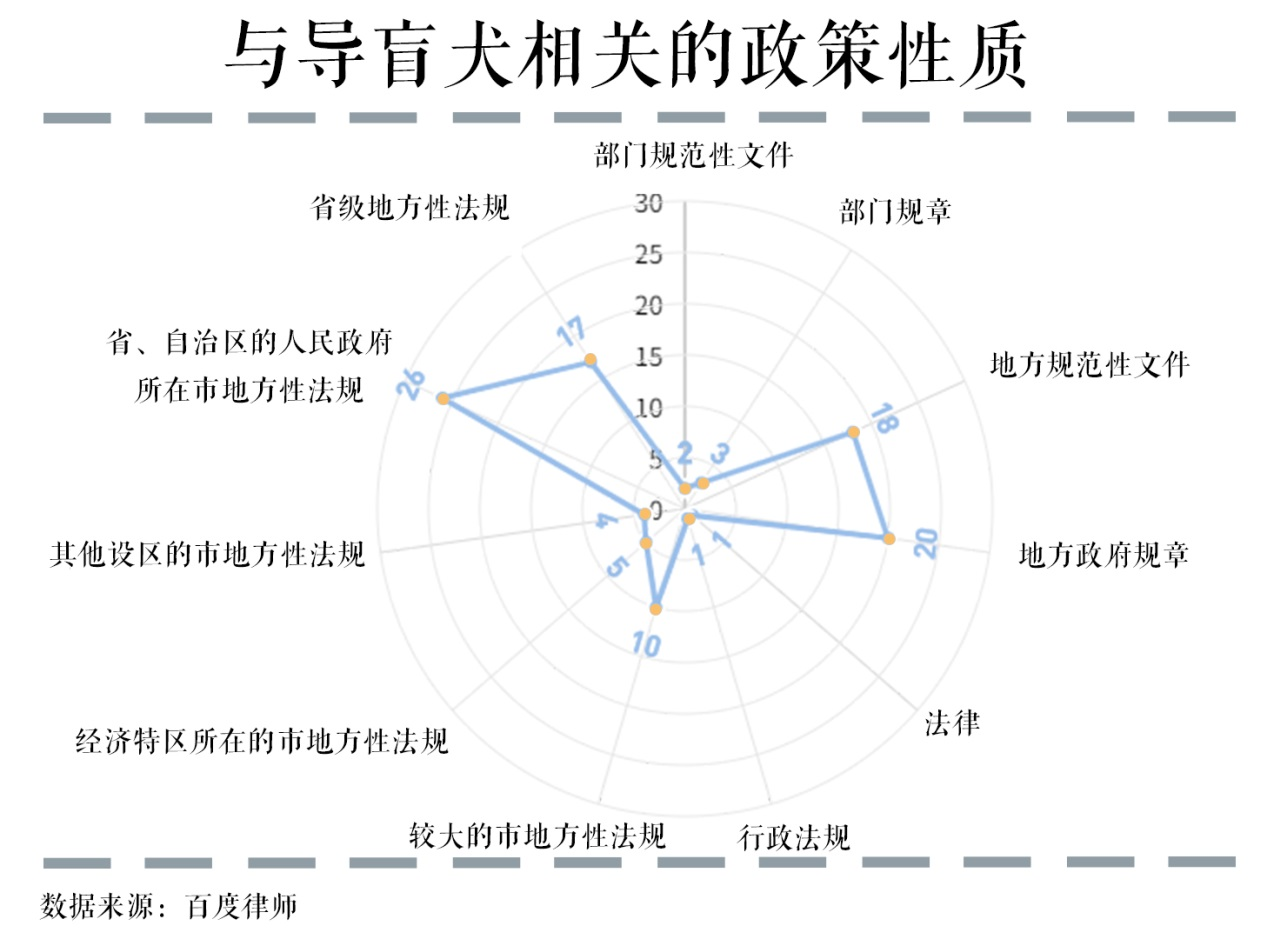 与导盲犬相关的政策性质
部门规范性文件
省级地方性法规
部门规章
30
25
20
15
10
5
0
17
省、自治区的人民政府
所在市地方性法规
26
地方规范性文件
18
2
3
其他设区的市地方性法规
4
20
地方政府规章
1
1
5
10
法律
经济特区所在的市地方性法规
较大的市地方性法规
行政法规
数据来源：百度律师